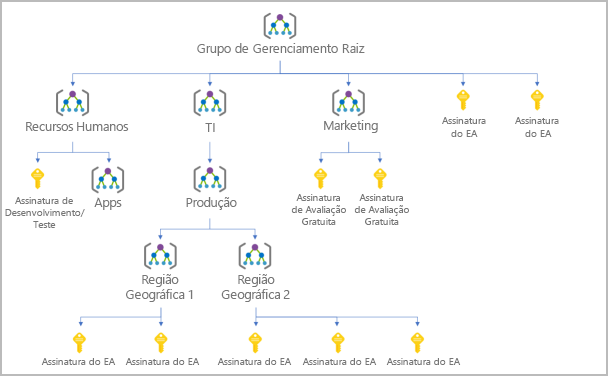 Grupo de Gerenciamento Raiz
Recursos Humanos
TI
Marketing
Assinatura
do EA
Assinatura
do EA
Assinatura de
Desenvolvimento/
Teste
Apps
Produção
Assinatura
de Avaliação
Gratuita
Assinatura
de Avaliação
Gratuita
Região
Geográfica 1
Região
Geográfica 2
Assinatura do EA
Assinatura do EA
Assinatura do EA
Assinatura do EA
Assinatura do EA